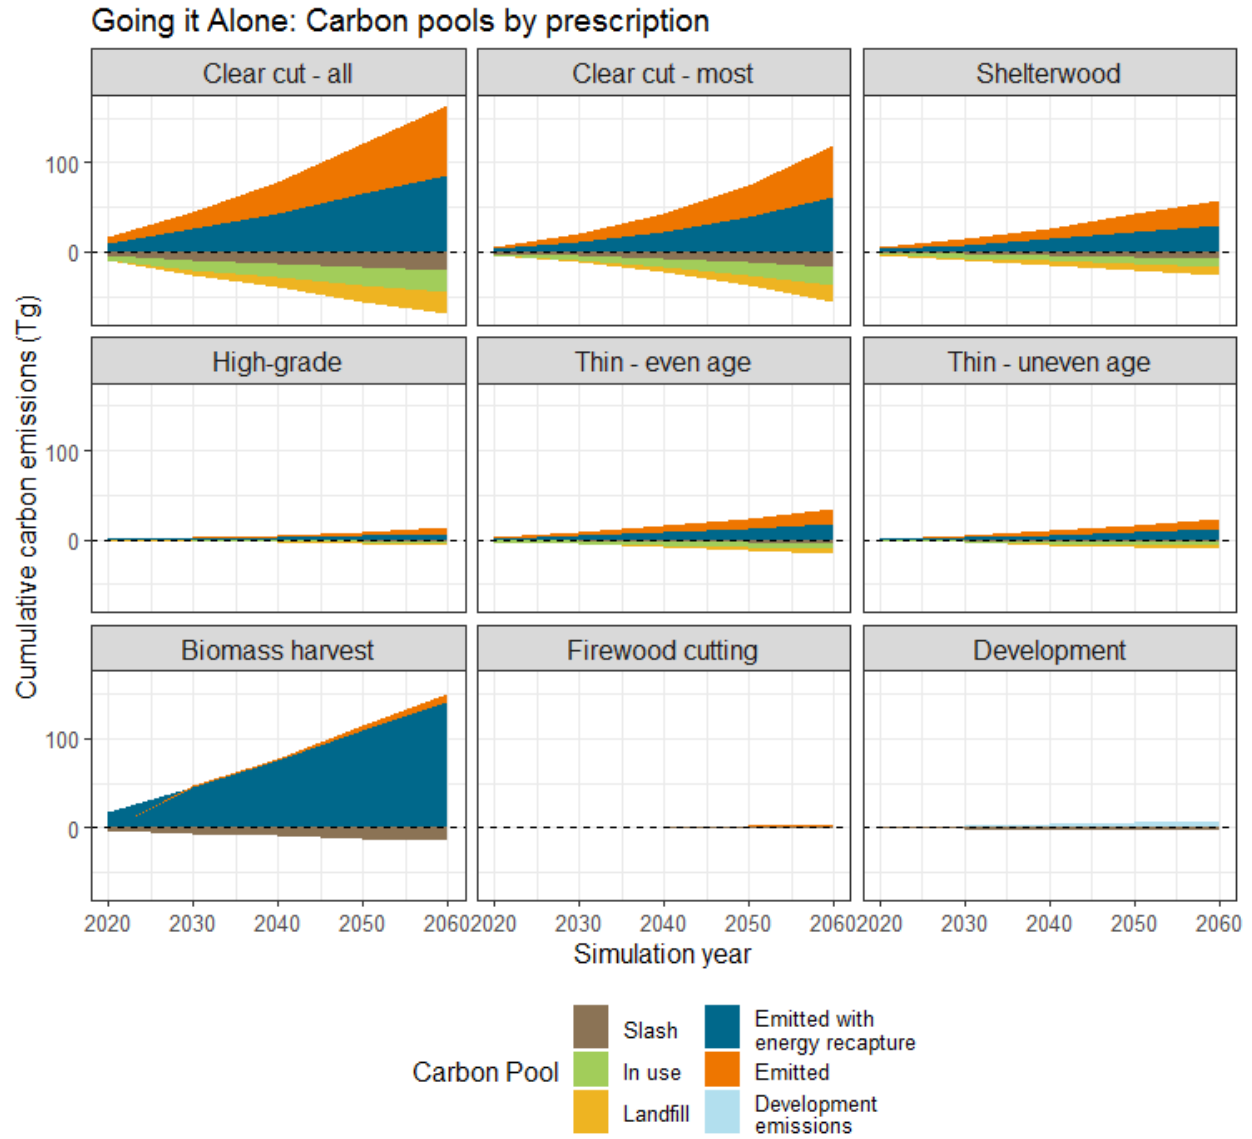 Going it Alone: Carbon pools by prescription
Clear cut - all
Clear cut - most
Shelterwood
100
0
High-grade
Thin - even age
Thin - uneven age
100
0
Biomass harvest
Firewood cutting
Development
100
0
Cumulative carbon emissions (Tg)
2020 2030 2040 2050 2060
2020 2030 2040 2050 2060
2020 2030 2040 2050 2060
Simulation year
Carbon Pool
Slash
In use
Landfill
Emitted with
energy recapture
Emitted
Development
emissions